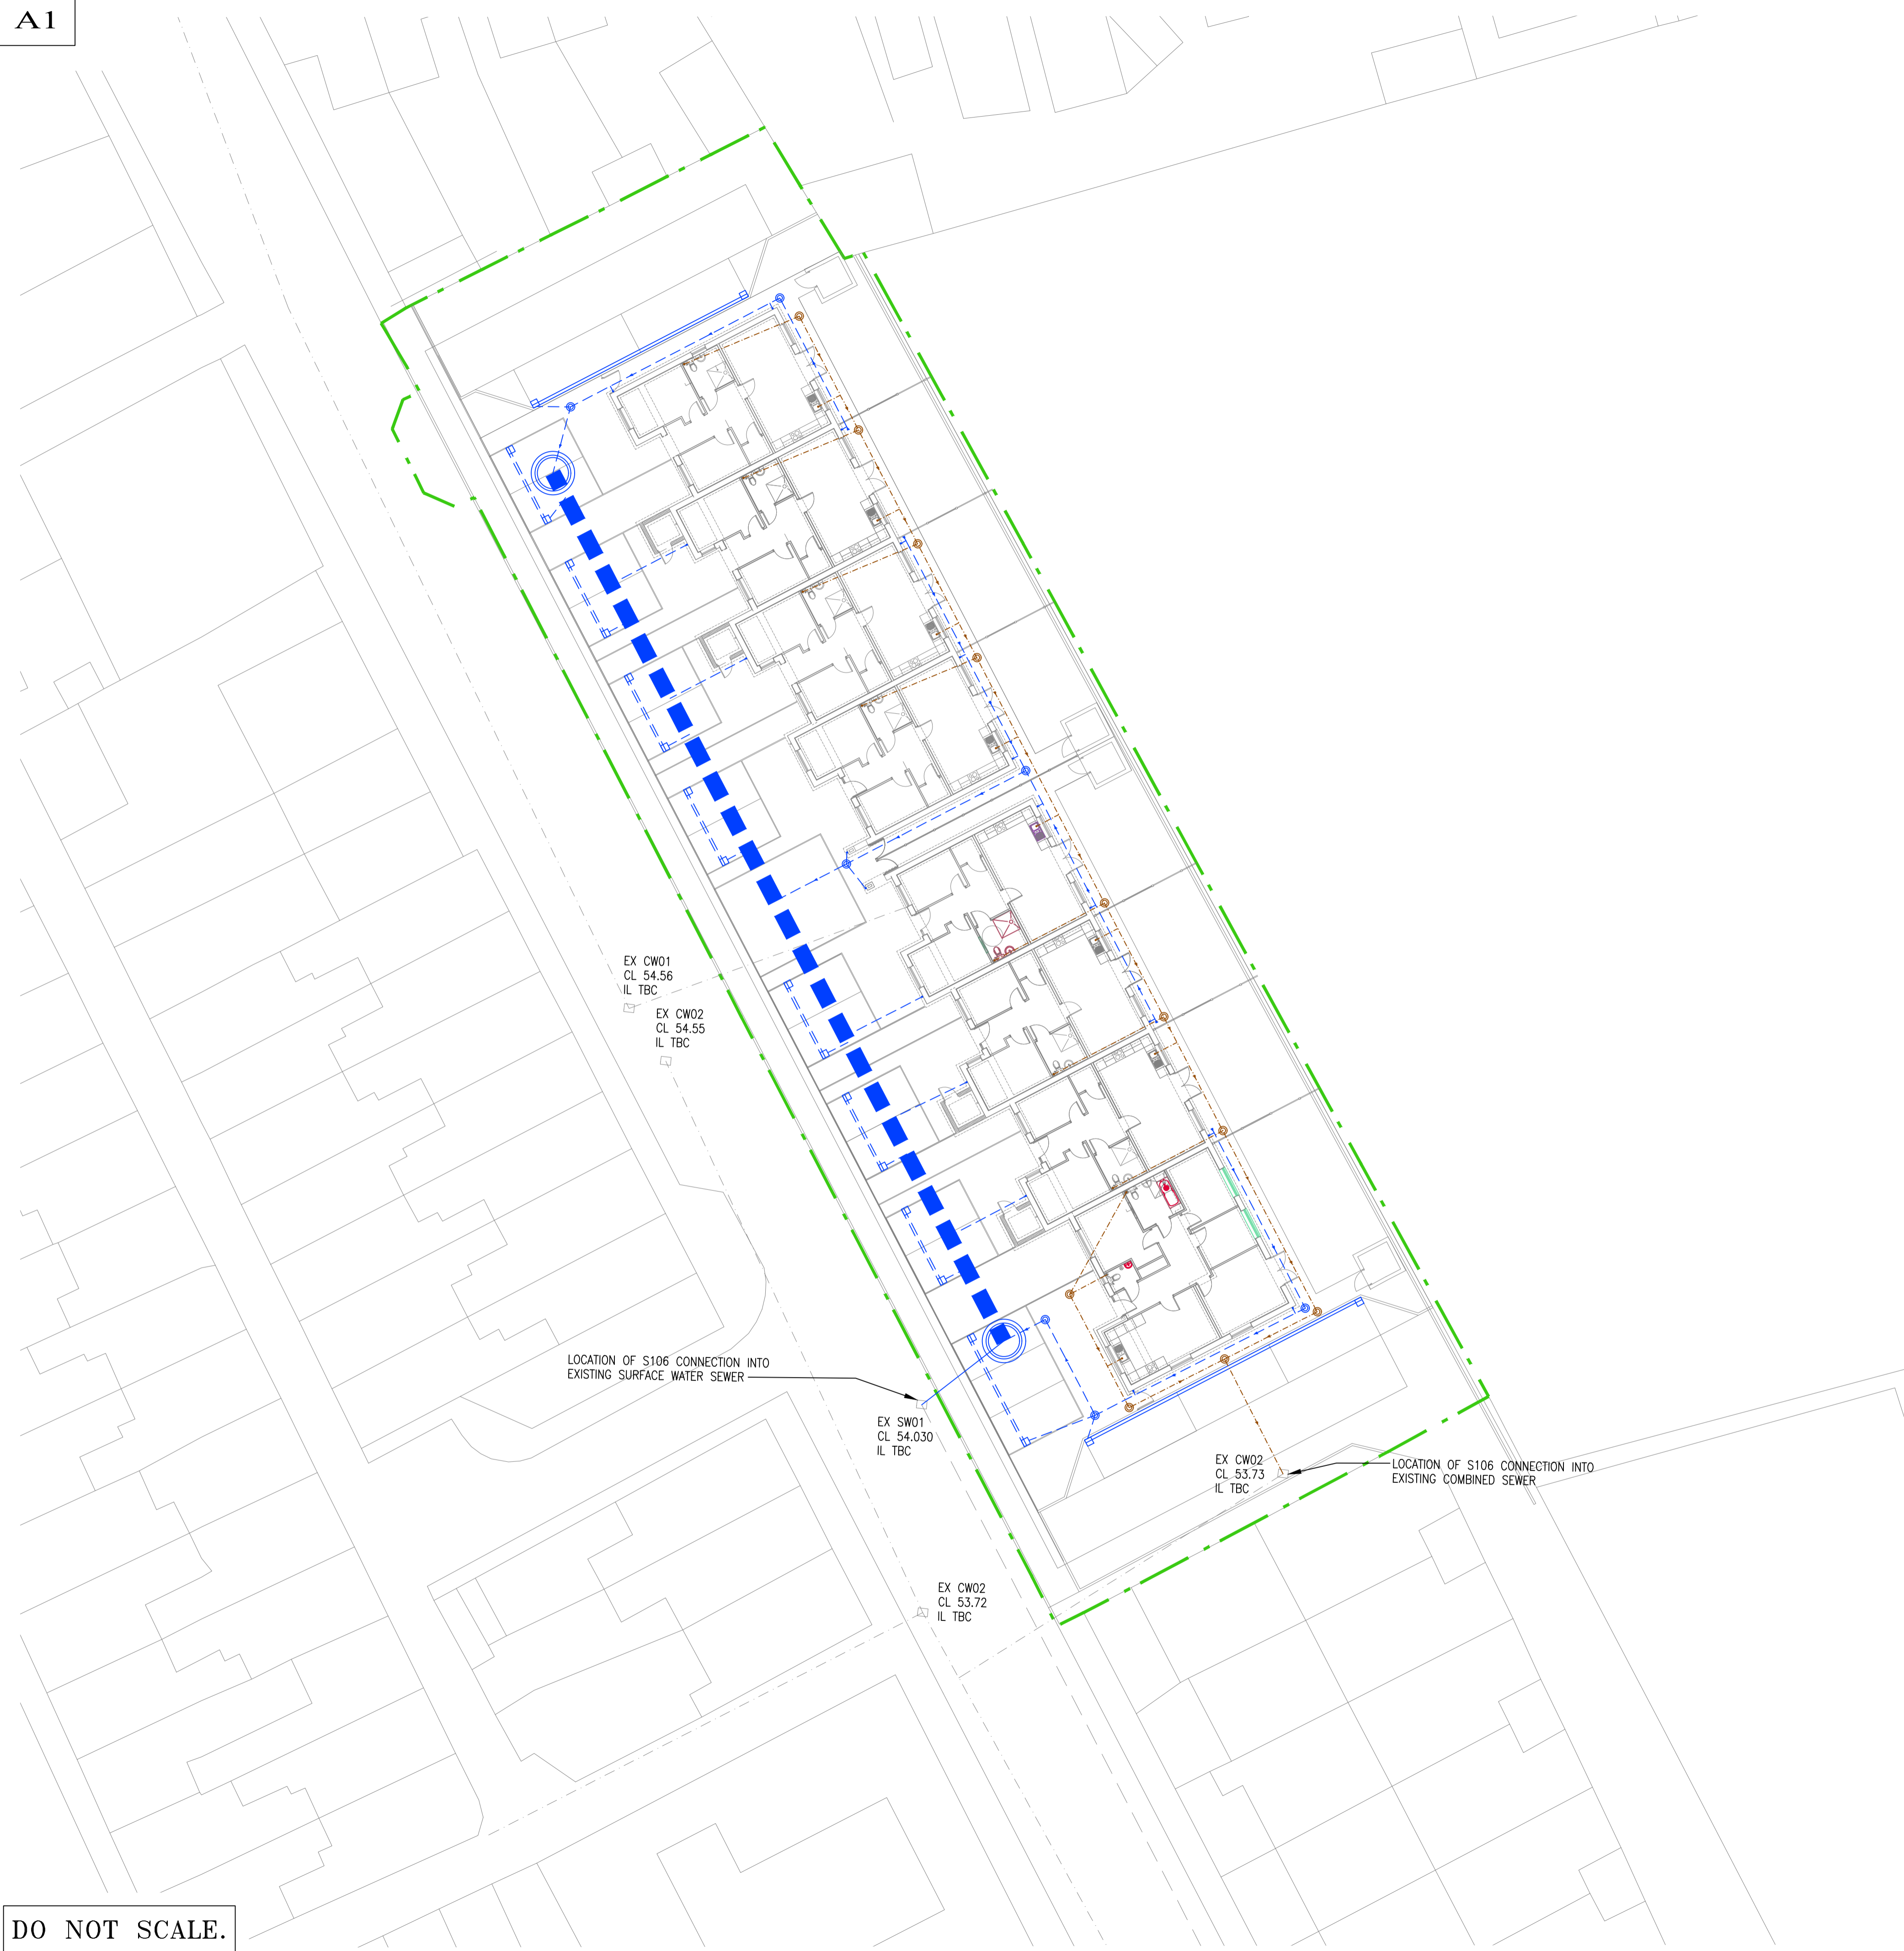 A1
EX CW01
CL 54.56
IL TBC
EX CW02
CL 54.55
IL TBC
LOCATION OF S106 CONNECTION INTO
EXISTING SURFACE WATER SEWER
EX SW01
CL 54.030
IL TBC
EX CW02
CL 53.73
IL TBC
LOCATION OF S106 CONNECTION INTO
EXISTING COMBINED SEWER
EX CW02
CL 53.72
IL TBC
DO NOT SCALE.